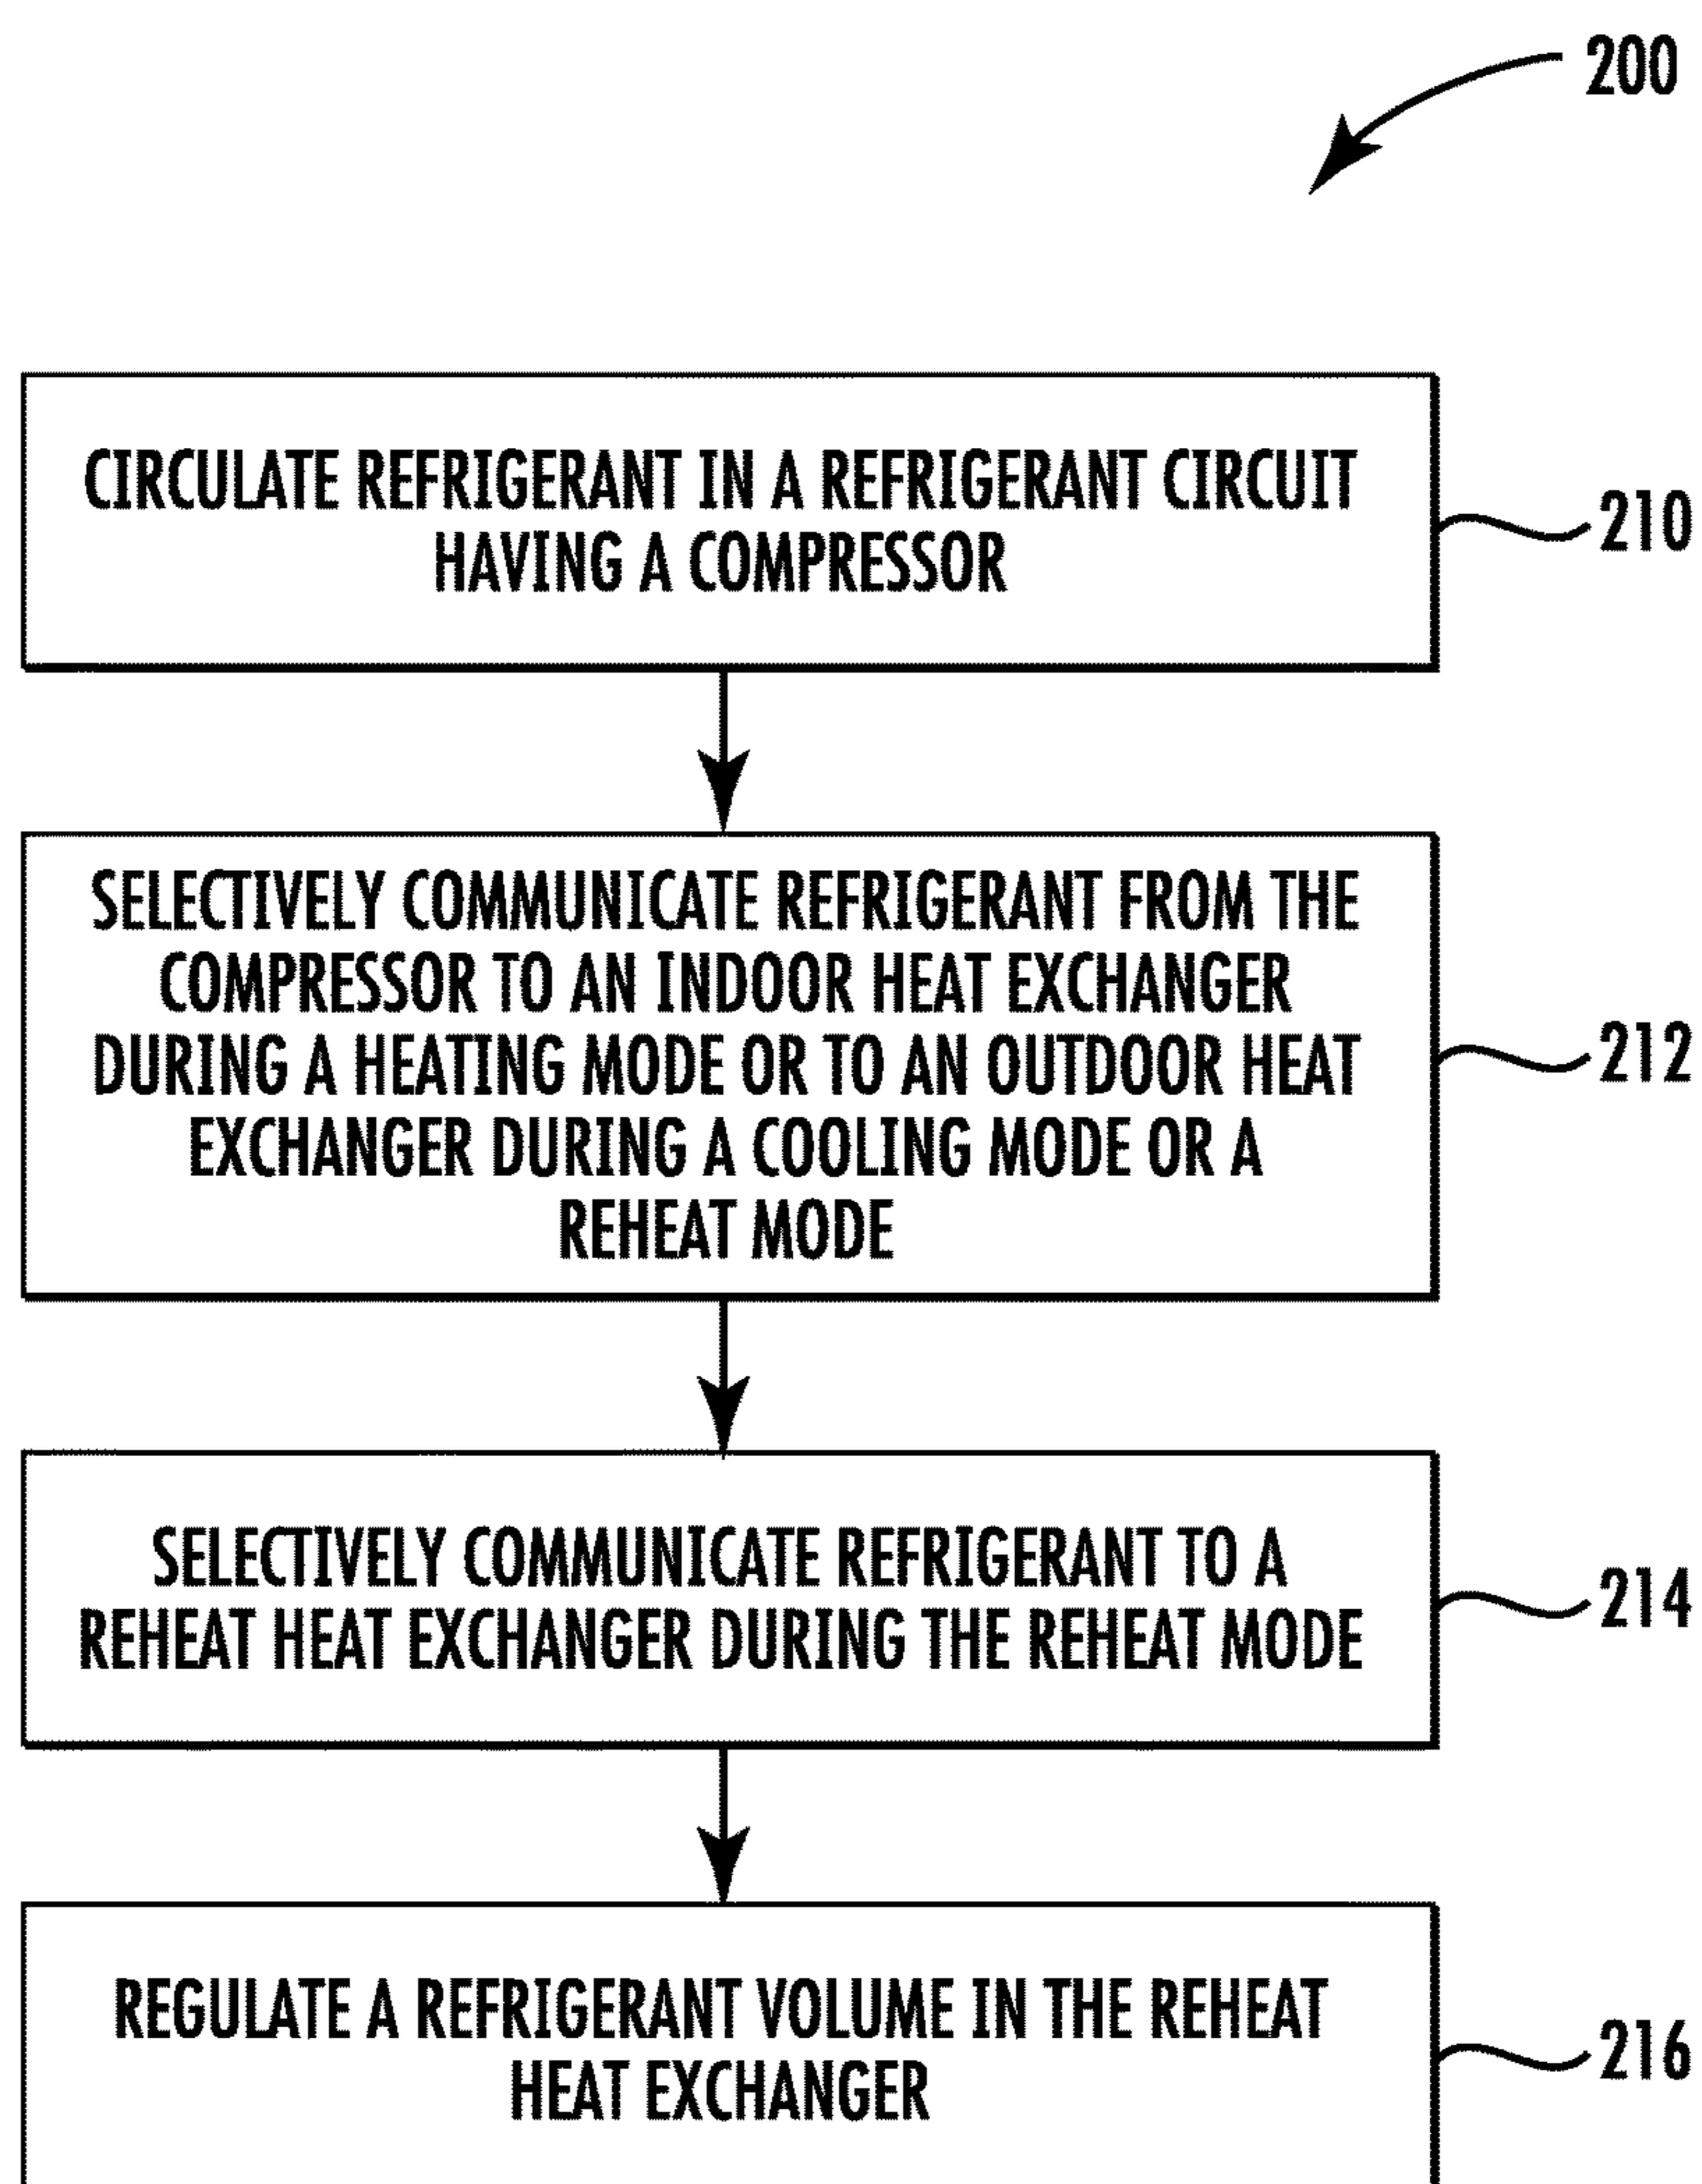 200
CIRCULATE REFRIGERANT IN A REFRIGERANT CIRCUIT
HAVING A COMPRESSOR
210
SELECTIVELY COMMUNICATE REFRIGERANT FROM THE
COMPRESSOR TO AN INDOOR HEAT EXCHANGER
DURING A HEATING MODE OR TO AN OUTDOOR HEAT
EXCHANGER DURING A COOLING MODE OR A
REHEAT MODE
212
SELECTIVELY COMMUNICATE REFRIGERANT TO A
REHEAT HEAT EXCHANGER DURING THE REHEAT MODE
214
REGULATE A REFRIGERANT VOLUME IN THE REHEAT
HEAT EXCHANGER
216